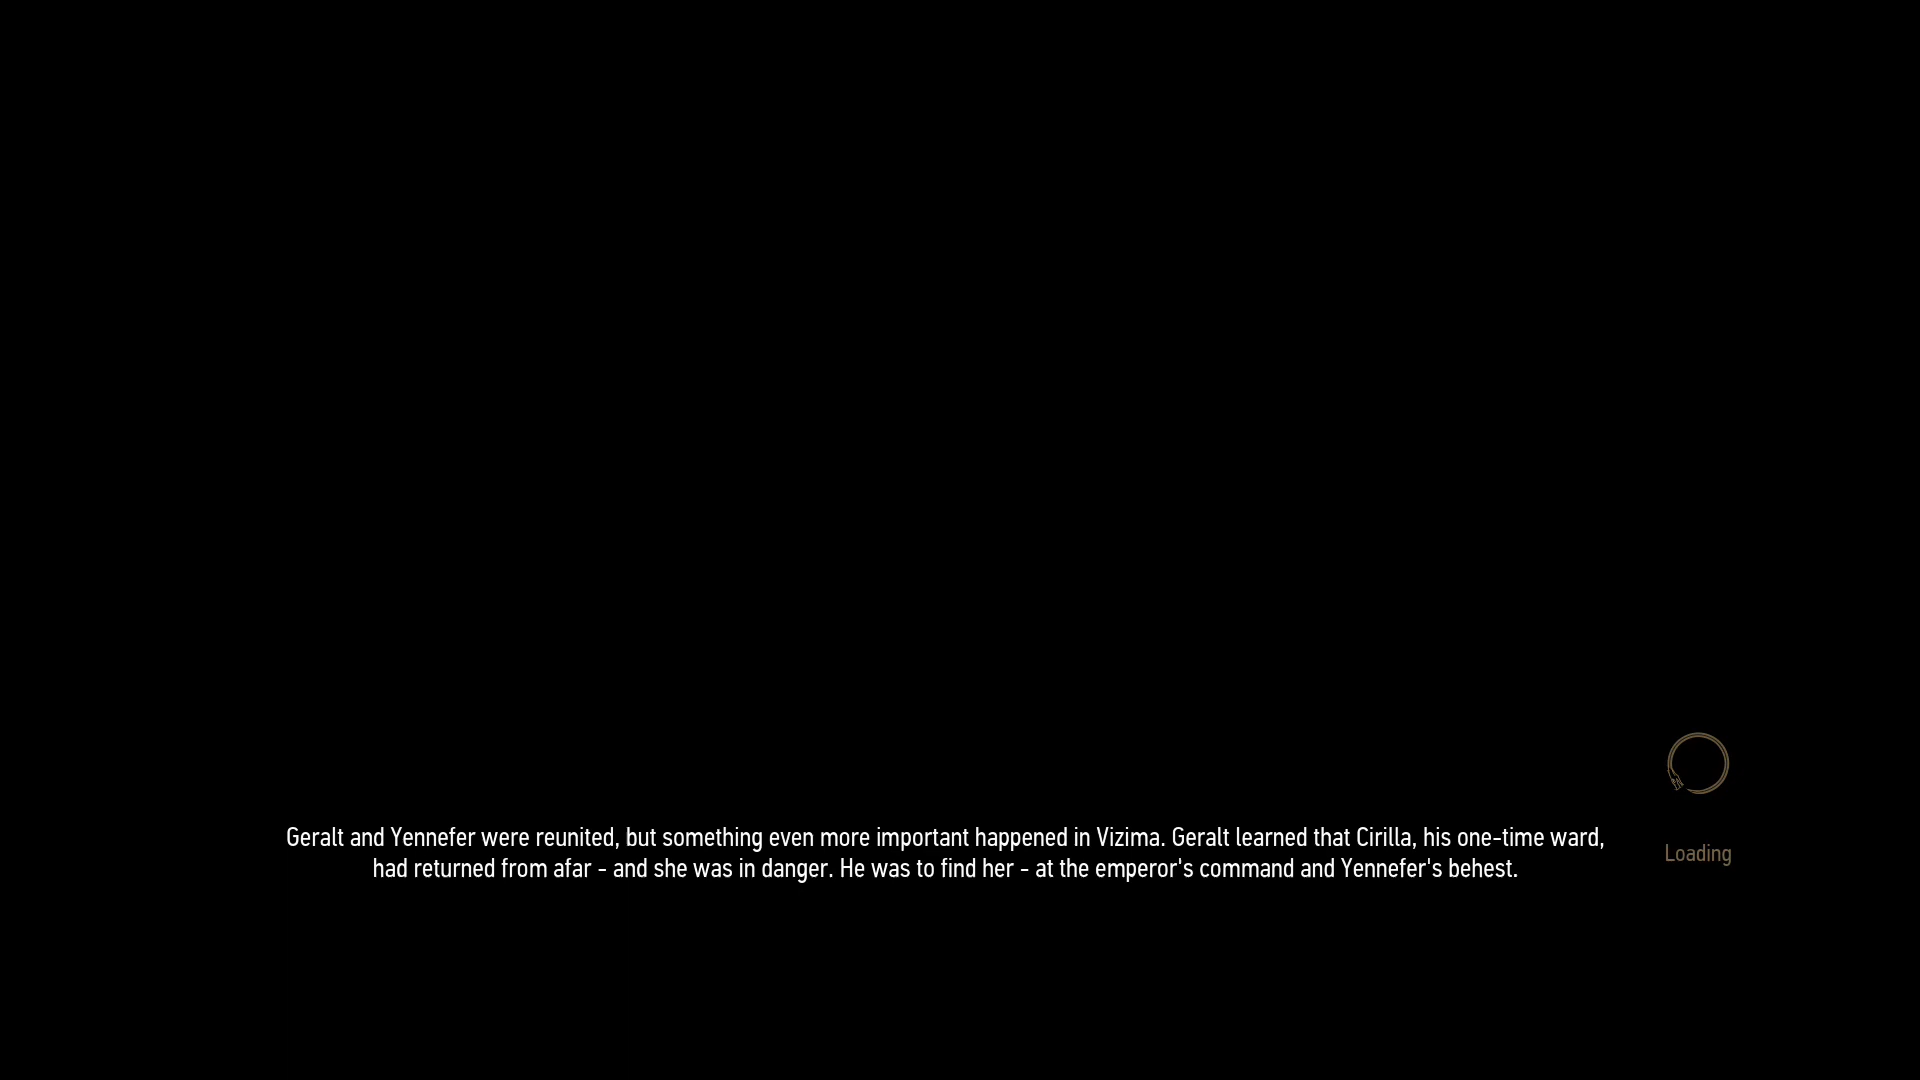 Geralt and Yennefer were reunited, but something even more important happened in Vizima. Geralt learned that Cirilla, his one-time ward,
had returned from afar - and she was in danger. He was to find her - at the emperor's command and Yennefer's behest.
Loading